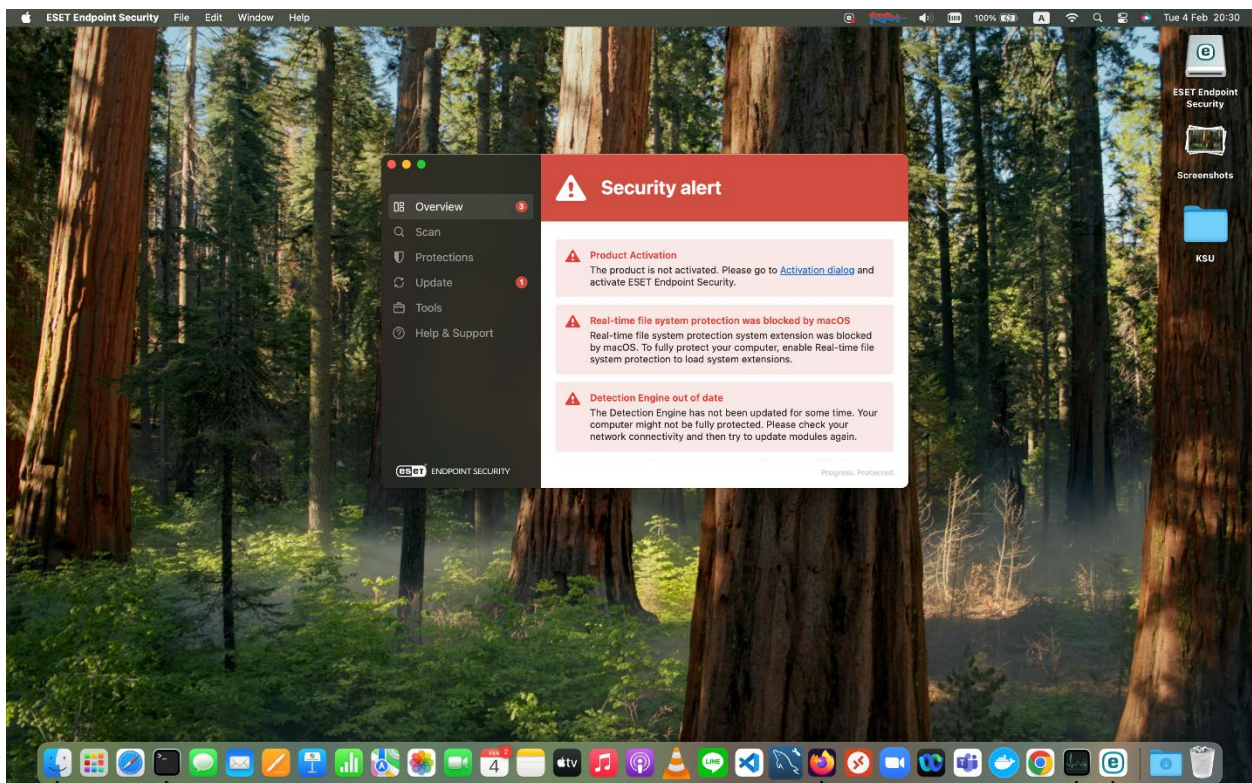 ESET Endpoint Security File Edit Window Help
100% A Tue 4 Feb 20:30
ESET Endpoint
Security
Screenshots
KSU
Overview 3
Scan
Protections
Update 1
Tools
Help & Support
eset ENDPOINT SECURITY
Security alert
Product Activation
The product is not activated. Please go to Activation dialog and
activate ESET Endpoint Security.
Real-time file system protection was blocked by macOS
Real-time file system protection system extension was blocked
by macOS. To fully protect your computer, enable Real-time file
system protection to load system extensions.
Detection Engine out of date
The Detection Engine has not been updated for some time. Your
computer might not be fully protected. Please check your
network connectivity and then try to update modules again.
Progress. Protected.
FEB 2
4
tv
LINE